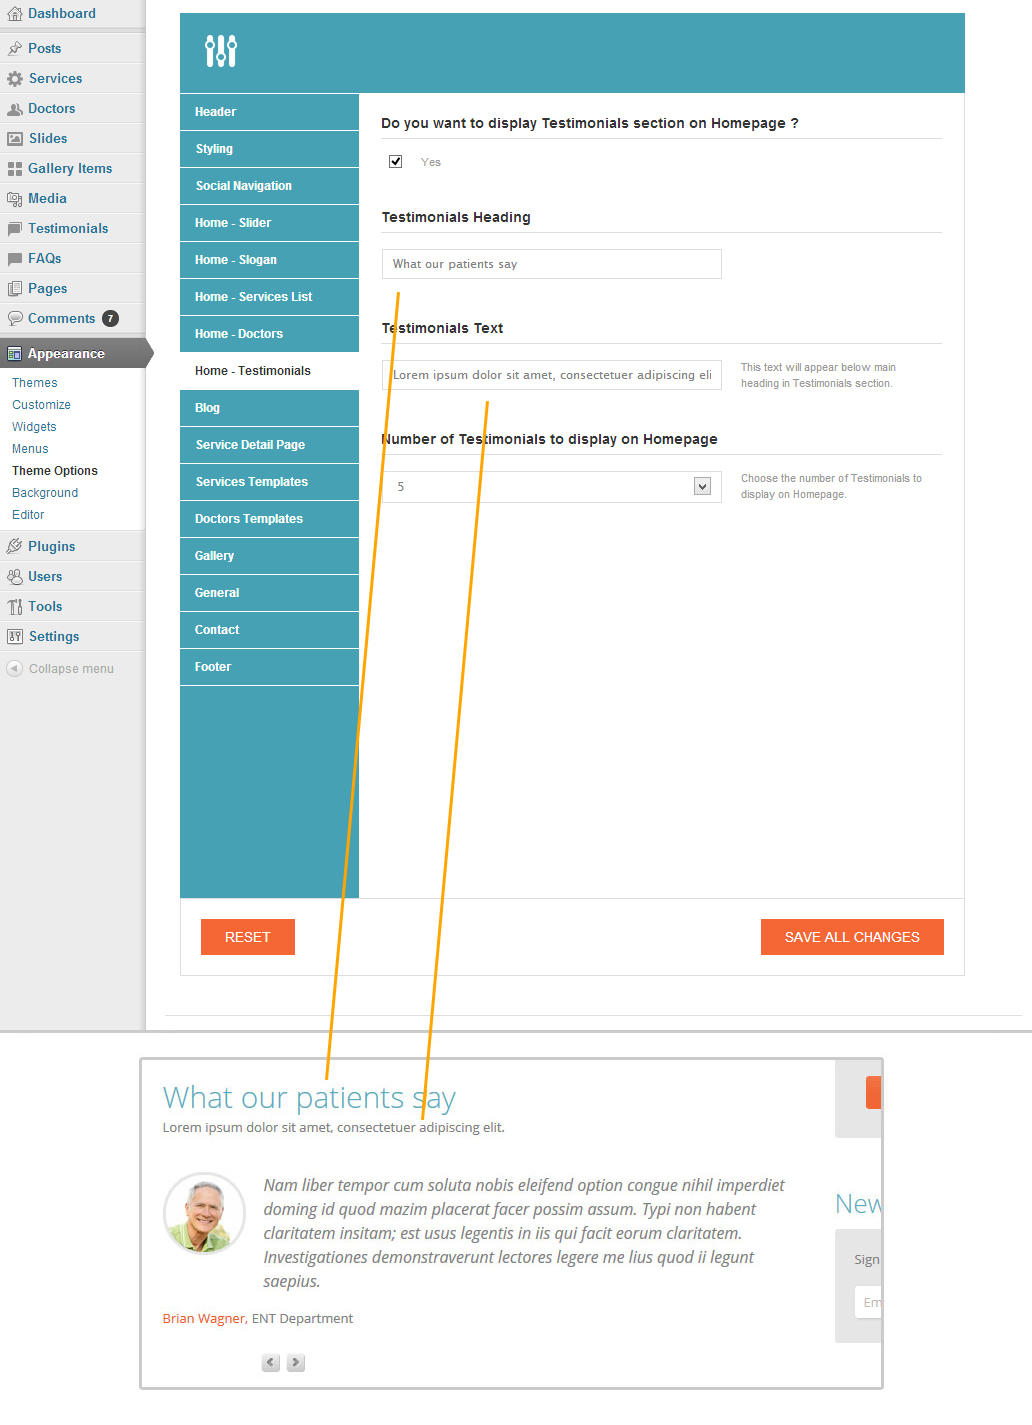 Dashboard
Posts
Services
Doctors
Slides
Gallery Items
Media
Testimonials
FAQs
Pages
Comments 7
Appearance
Themes
Customize
Widgets
Menus
Theme Options
Background
Editor
Plugins
Users
Tools
Settings
Collapse menu
Header
Styling
Social Navigation
Home - Slider
Home - Slogan
Home - Services List
Home - Doctors
Home - Testimonials
Blog
Service Detail Page
Services Templates
Doctors Templates
Gallery
General
Contact
Footer
Do you want to display Testimonials section on Homepage ?
Yes
Testimonials Heading
What our patients say
Testimonials Text
Lorem ipsum dolor sit amet, consectetuer adipiscing eli
This text will appear below main
heading in Testimonials section.
Number of Testimonials to display on Homepage
5
Choose the number of Testimonials to
display on Homepage.
RESET
SAVE ALL CHANGES
What our patients say
Lorem ipsum dolor sit amet, consectetuer adipiscing elit.
Nam liber tempor cum soluta nobis eleifend option congue nihil imperdiet
doming id quod mazim placerat facer possim assum. Typi non habent
claritatem insitam; est usus legentis in iis qui facit eorum claritatem.
Investigationes demonstraverunt lectores legere me lius quod ii legunt
saepius.
Brian Wagner, ENT Department
New
Sign
Em